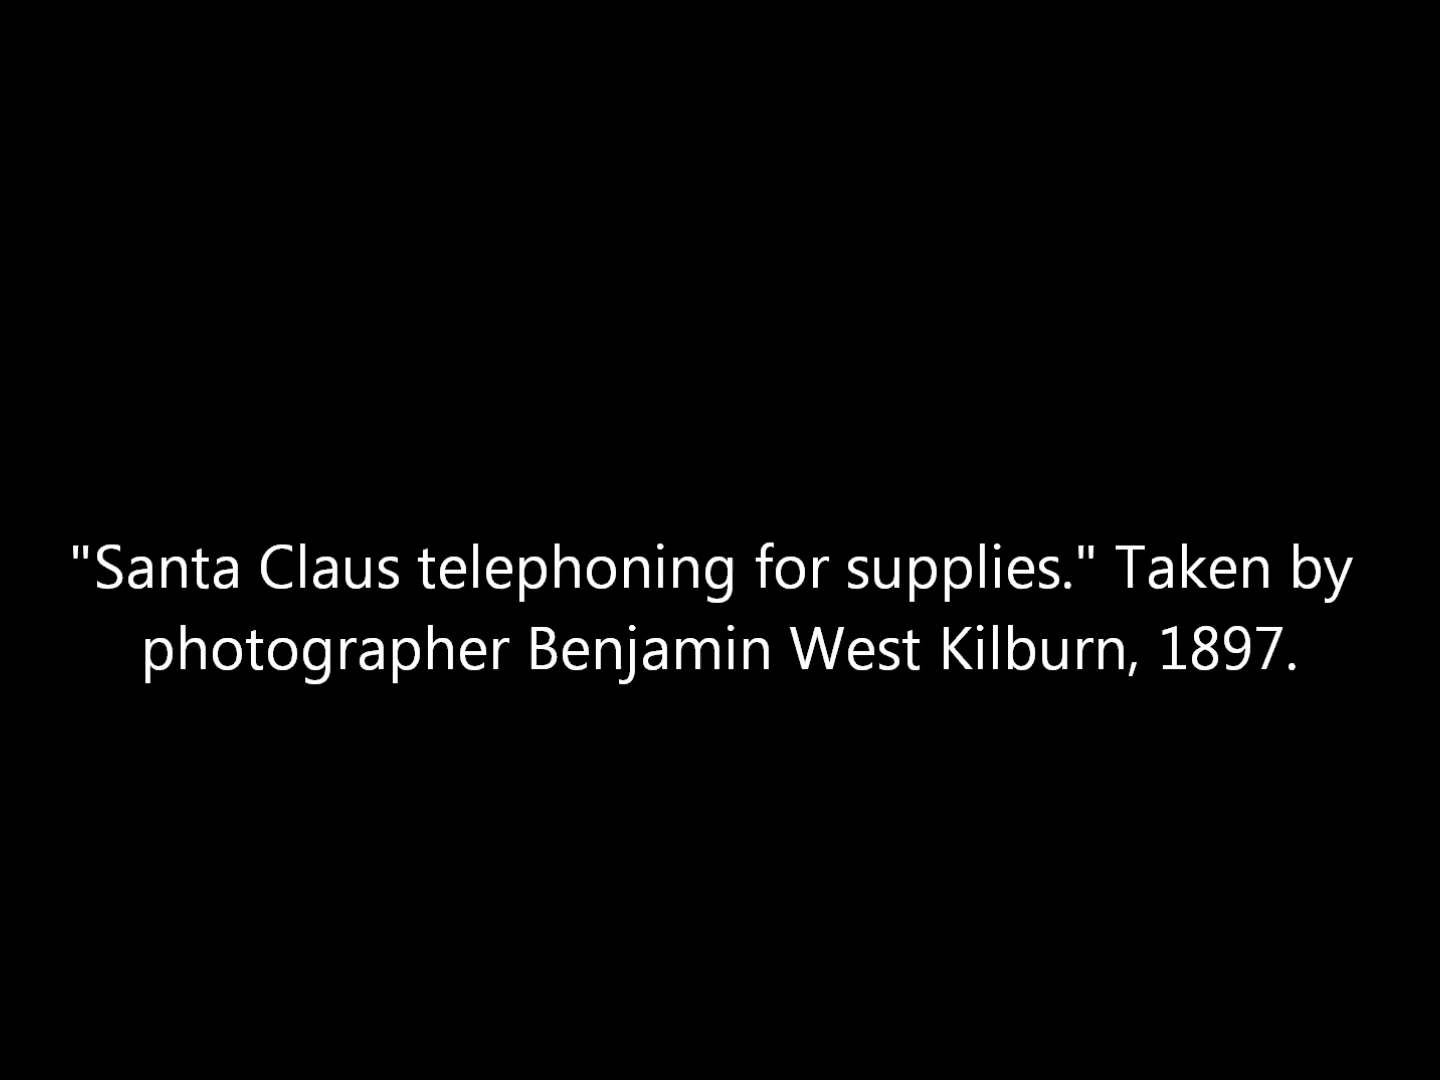 "Santa Claus telephoning for supplies." Taken by
photographer Benjamin West Kilburn, 1897.